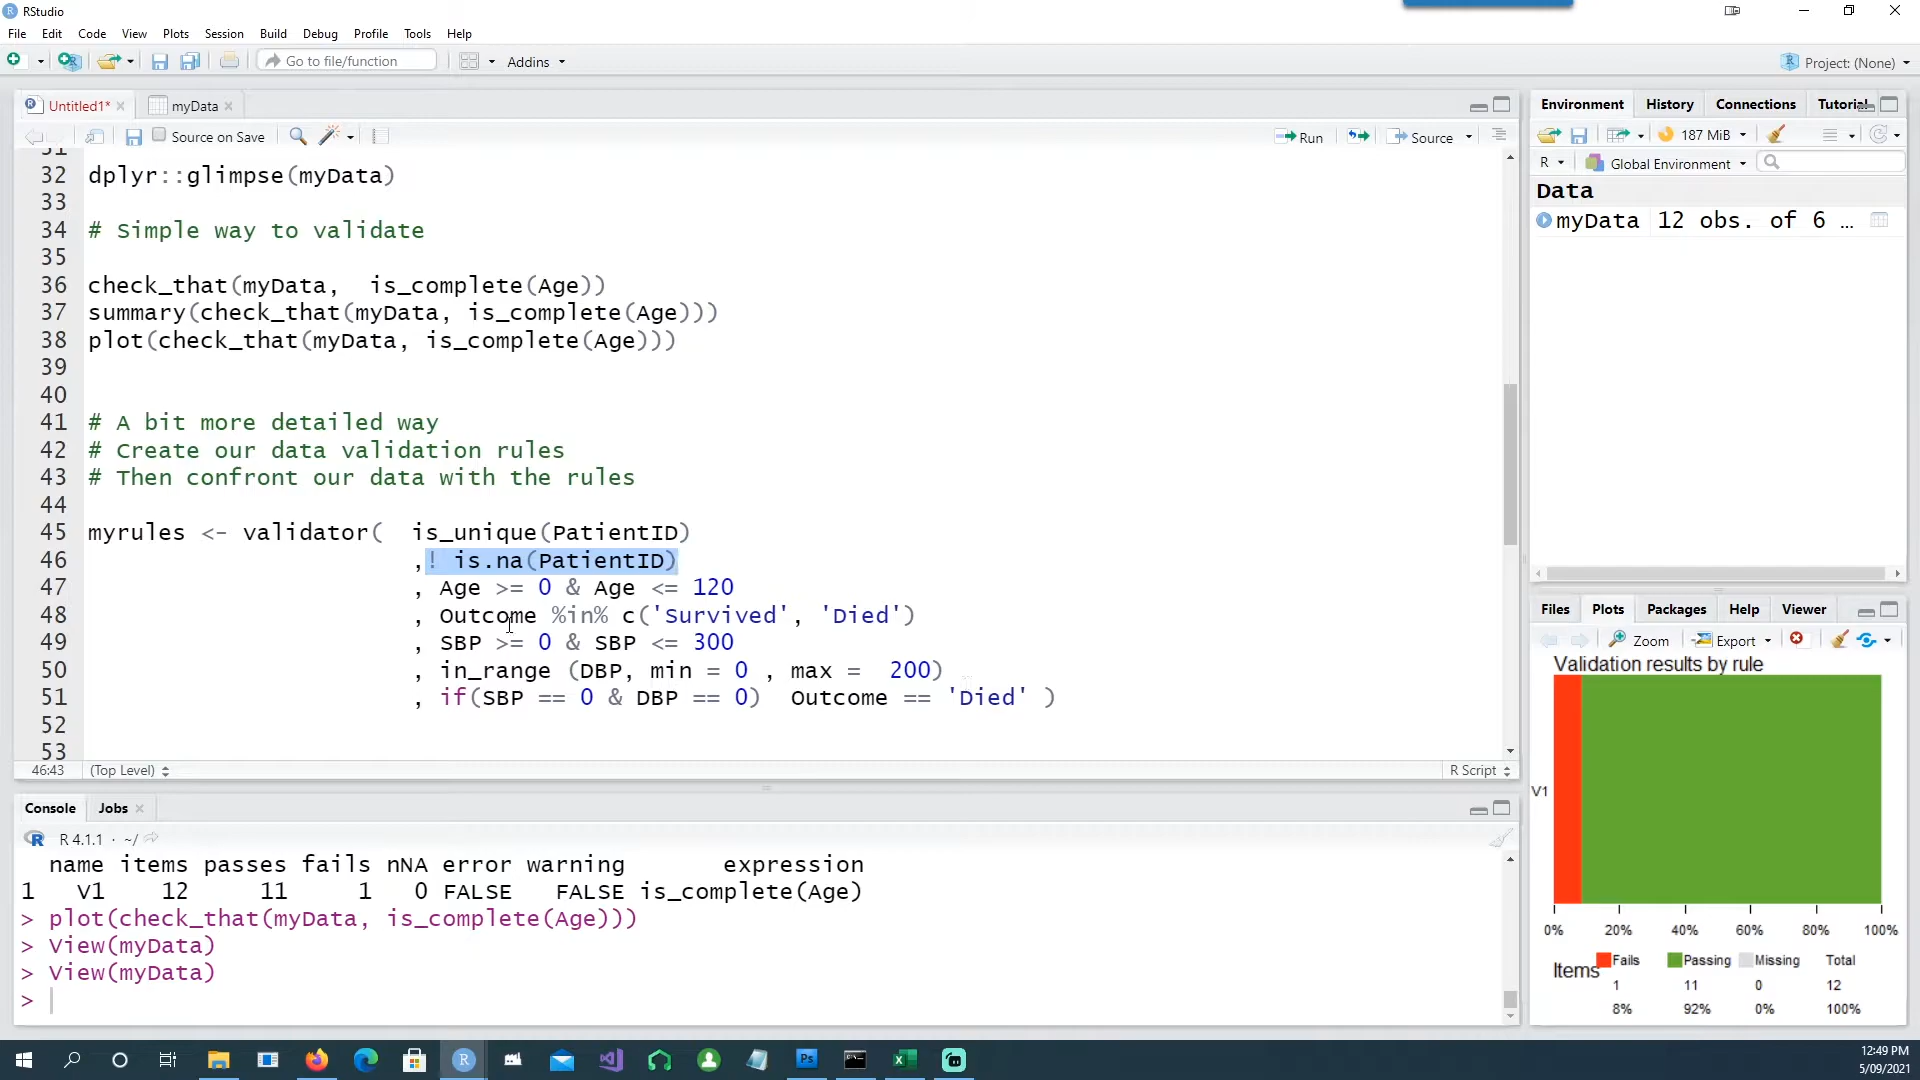 RStudio
File Edit Code View Plots Session Build Debug Profile Tools Help
Go to file/function Addins Project: (None)
Untitled1* myData
Source on Save Run Source
31
32 dplyr::glimpse(myData)
33
34 # Simple way to validate
35
36 check_that(myData,  is_complete(Age))
37 summary(check_that(myData, is_complete(Age)))
38 plot(check_that(myData, is_complete(Age)))
39
40
41 # A bit more detailed way
42 # Create our data validation rules
43 # Then confront our data with the rules
44
45 myrules <- validator(  is_unique(PatientID)
46 ,! is.na(PatientID)
47 , Age >= 0 & Age <= 120
48 , Outcome %in% c('Survived', 'Died')
49 , SBP >= 0 & SBP <= 300
50 , in_range (DBP, min = 0 , max =  200)
51 , if(SBP == 0 & DBP == 0)  Outcome == 'Died' )
52
53
46:43 (Top Level) R Script
Console Jobs
R 4.1.1 · ~/
name items passes fails nNA error warning expression
1 V1 12 11 1 0 FALSE FALSE is_complete(Age)
> plot(check_that(myData, is_complete(Age)))
> View(myData)
> View(myData)
>
Environment History Connections Tutorial
187 MiB
R Global Environment
Data
myData 12 obs. of 6 …
Files Plots Packages Help Viewer
Zoom Export
Validation results by rule
V1
0% 20% 40% 60% 80% 100%
Items Fails Passing Missing Total
1 11 0 12
8% 92% 0% 100%
Ps
12:49 PM
5/09/2021